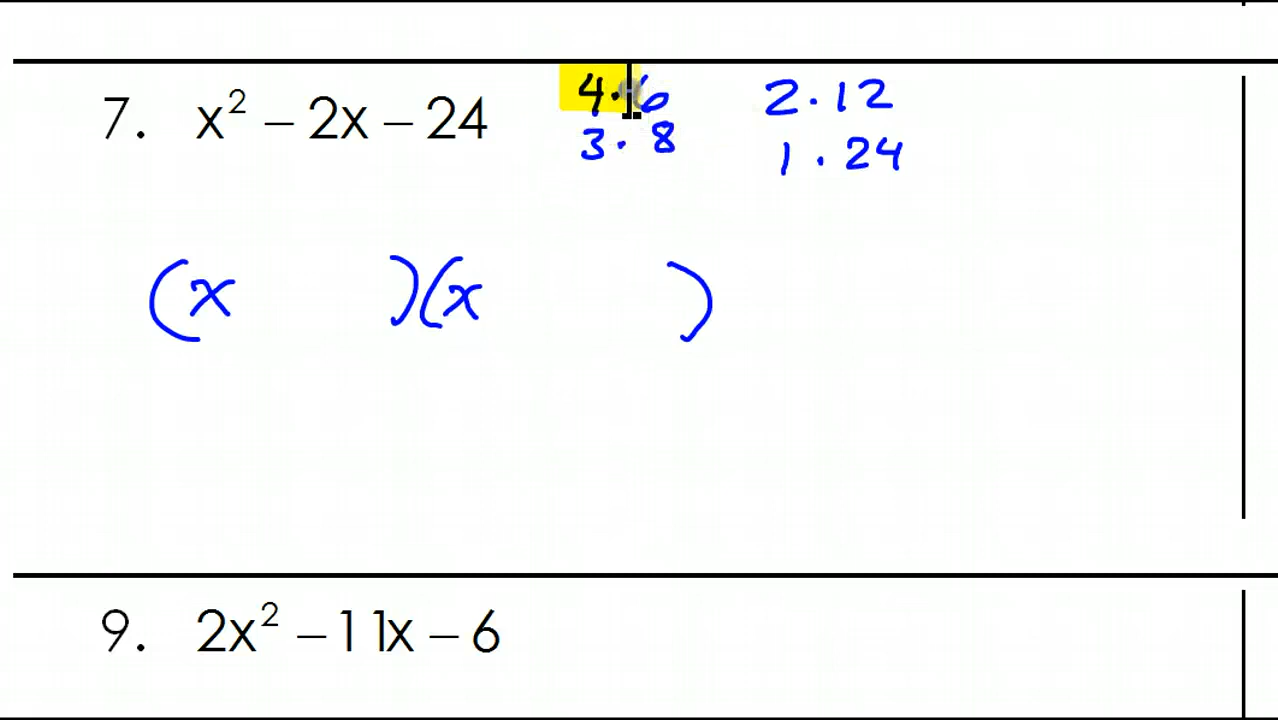 7. x² – 2x – 24
4·6
3·8
2·12
1·24
(x )(x )
9. 2x² – 11x – 6